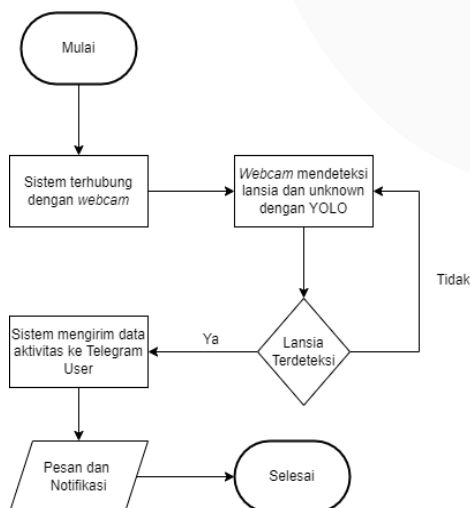 Mulai
Sistem terhubung
dengan webcam
Webcam mendeteksi
lansia dan unknown
dengan YOLO
Tidak
Lansia
Terdeteksi
Ya
Sistem mengirim data
aktivitas ke Telegram
User
Pesan dan
Notifikasi
Selesai